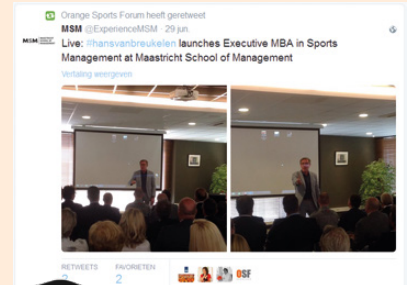 Orange Sports Forum heeft geretweet
MSM @ExperienceMSM · 29 jun.
Live: #hansvanbreukelen launches Executive MBA in Sports
Management at Maastricht School of Management
Vertaling weergeven
RETWEETS FAVORIETEN
2 2
OSF